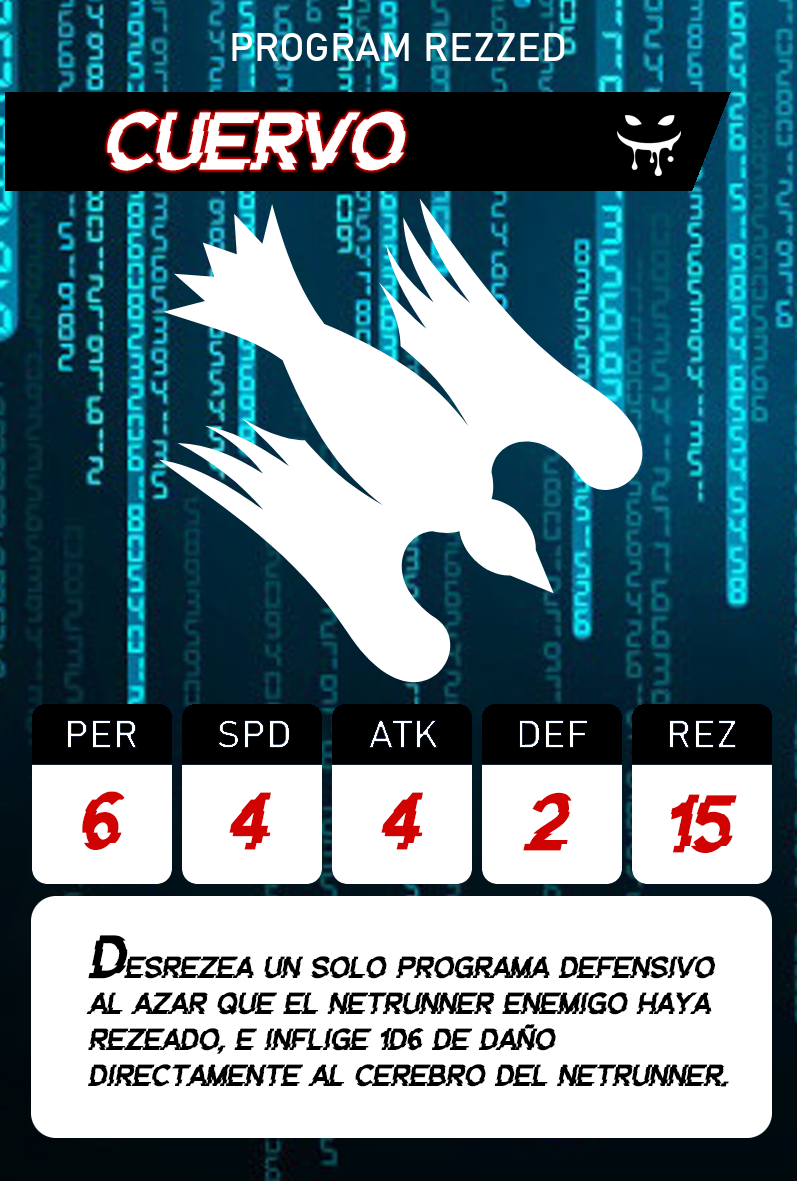 PROGRAM REZZED
CUERVO
PER SPD ATK DEF REZ
6 4 4 2 15
DESREZEA UN SOLO PROGRAMA DEFENSIVO
AL AZAR QUE EL NETRUNNER ENEMIGO HAYA
REZEADO, E INFLIGE 1D6 DE DAÑO
DIRECTAMENTE AL CEREBRO DEL NETRUNNER.